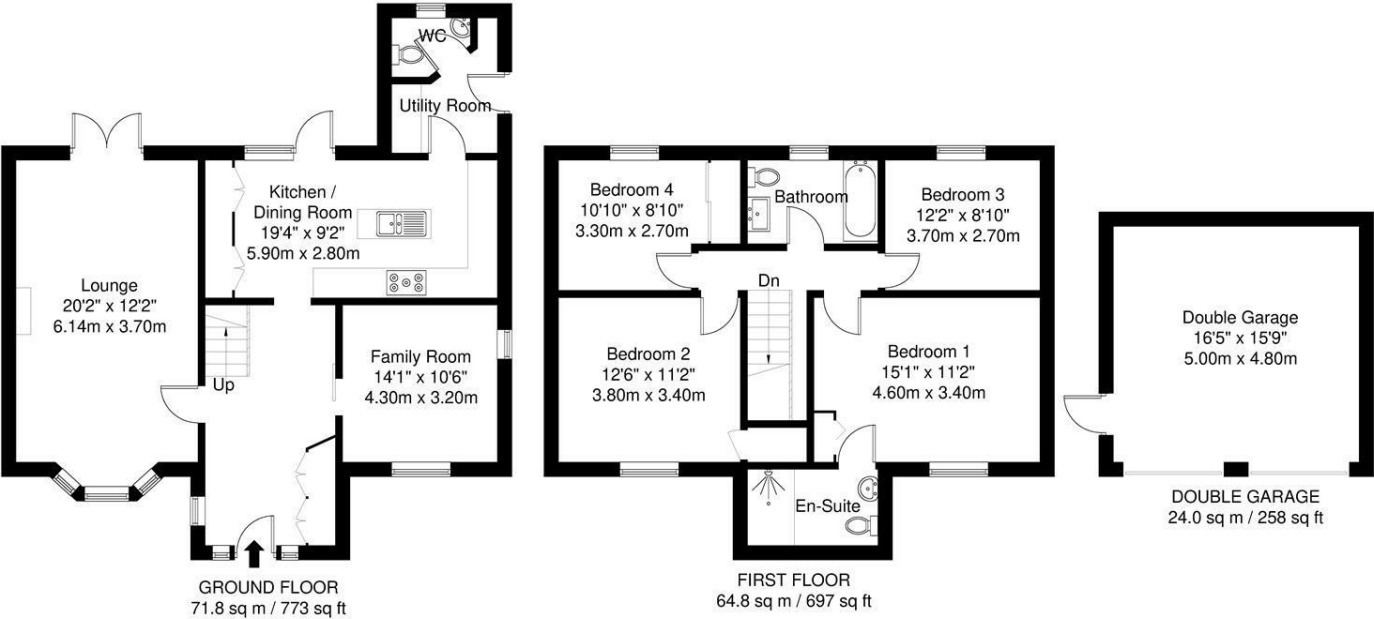 WC
Utility Room
Kitchen /
Dining Room
19'4" x 9'2"
5.90m x 2.80m
Lounge
20'2" x 12'2"
6.14m x 3.70m
Up
Family Room
14'1" x 10'6"
4.30m x 3.20m
GROUND FLOOR
71.8 sq m / 773 sq ft
Bedroom 4
10'10" x 8'10"
3.30m x 2.70m
Bathroom
Bedroom 3
12'2" x 8'10"
3.70m x 2.70m
Dn
Bedroom 2
12'6" x 11'2"
3.80m x 3.40m
Bedroom 1
15'1" x 11'2"
4.60m x 3.40m
En-Suite
FIRST FLOOR
64.8 sq m / 697 sq ft
Double Garage
16'5" x 15'9"
5.00m x 4.80m
DOUBLE GARAGE
24.0 sq m / 258 sq ft